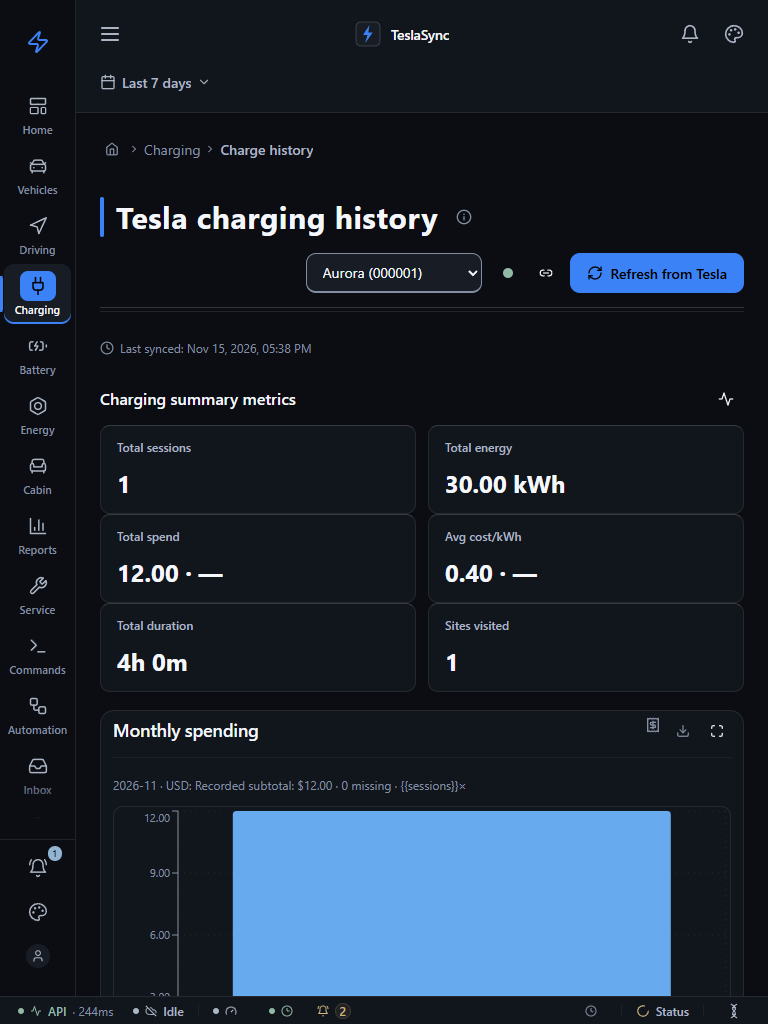 TeslaSync
Last 7 days
Home
Vehicles
Driving
Charging
Battery
Energy
Cabin
Reports
Service
Commands
Automation
Inbox
1
Charging
Charge history
Tesla charging history
Aurora (000001)
Refresh from Tesla
Last synced: Nov 15, 2026, 05:38 PM
Charging summary metrics
Total sessions
1
Total energy
30.00 kWh
Total spend
12.00 · —
Avg cost/kWh
0.40 · —
Total duration
4h 0m
Sites visited
1
Monthly spending
2026-11 · USD: Recorded subtotal: $12.00 · 0 missing · {{sessions}}×
12.00
9.00
6.00
3.00
API · 244ms
Idle
2
Status